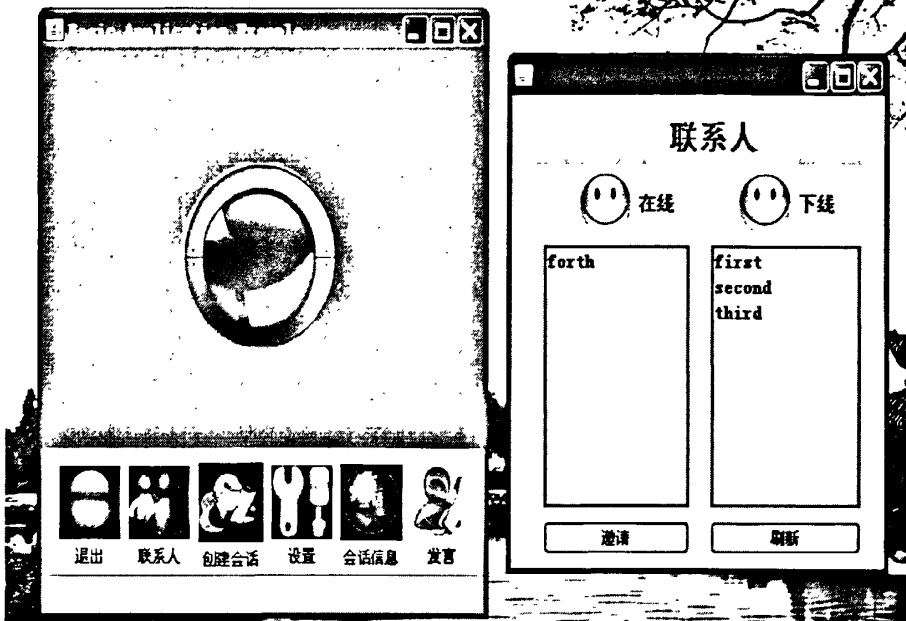 联系人
在线
下线
forth
first
second
third
邀请
刷新
退出
联系人
创建会话
设置
会话信息
发言